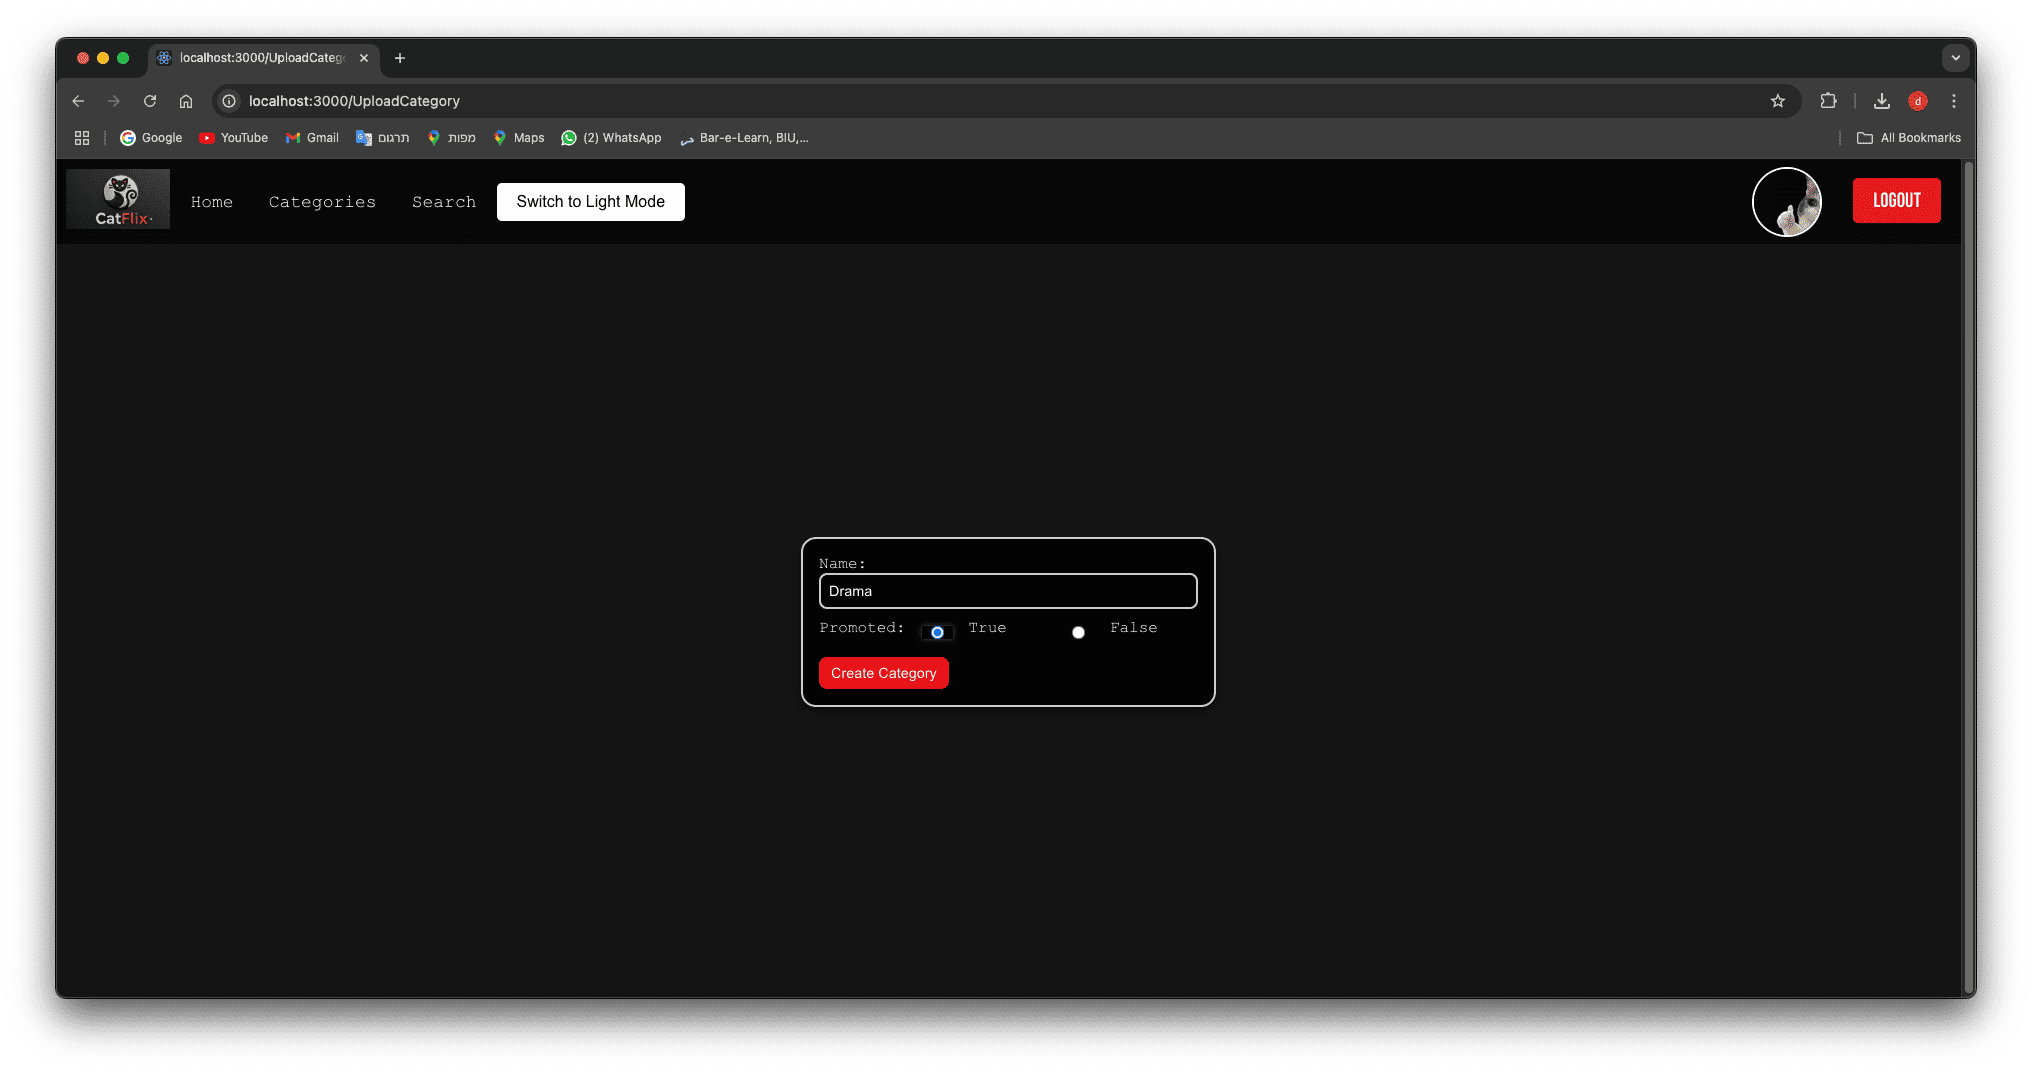 localhost:3000/UploadCateg
localhost:3000/UploadCategory
Google YouTube Gmail תרגום מפות Maps (2) WhatsApp Bar-e-Learn, BIU,... All Bookmarks
CatFlix. Home Categories Search Switch to Light Mode LOGOUT
Name:
Drama
Promoted: True False
Create Category